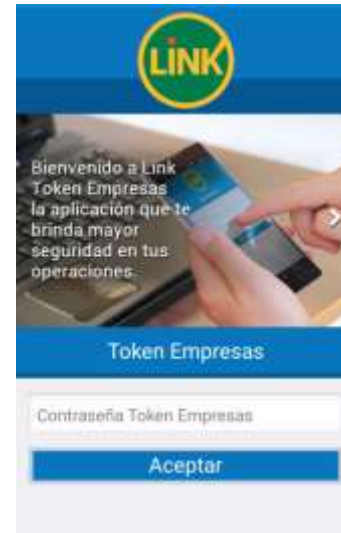 LINK
Bienvenido a Link
Token Empresas
la aplicación que te
brinda mayor
seguridad en tus
operaciones.
Token Empresas
Contraseña Token Empresas
Aceptar